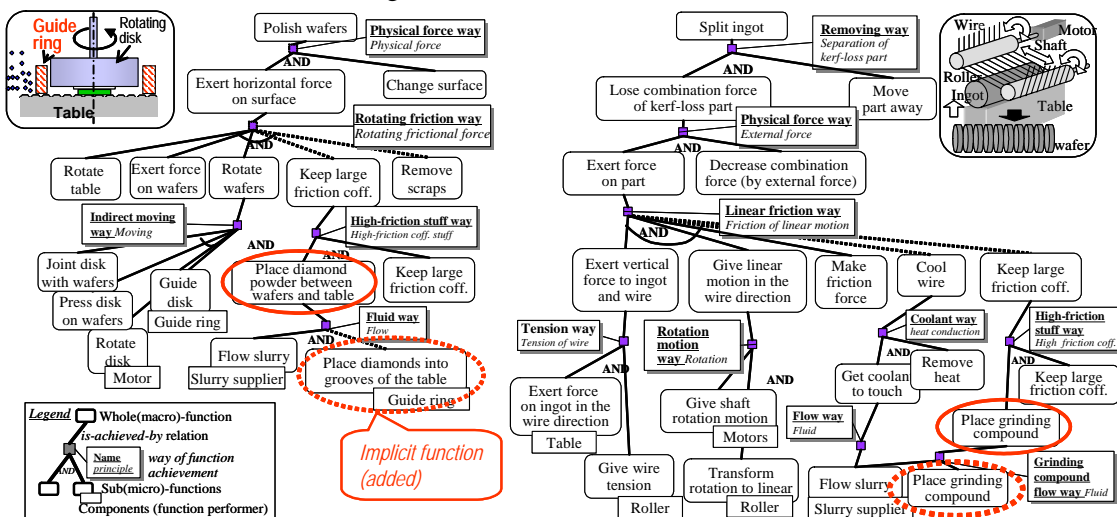 Guide
ring
Rotating
disk
Table
Polish wafers
Physical force way
Physical force
AND
Exert horizontal force
on surface
Change surface
Rotating friction way
Rotating frictional force
AND
Rotate
table
Exert force
on wafers
Rotate
wafers
Keep large
friction coff.
Remove
scraps
Indirect moving
way Moving
High-friction stuff way
High-friction coff. stuff
AND
AND
Joint disk
with wafers
Press disk
on wafers
Rotate
disk
Motor
Guide
disk
Guide ring
Place diamond
powder between
wafers and table
Keep large
friction coff.
Fluid way
Flow
AND
Flow slurry
Slurry supplier
Place diamonds into
grooves of the table
Guide ring
Implicit function
(added)
Legend
Whole(macro)-function
is-achieved-by relation
Name
principle
way of function
achievement
AND
Sub(micro)-functions
Components (function performer)
Split ingot
Removing way
Separation of
kerf-loss part
AND
Lose combination force
of kerf-loss part
Move
part away
Physical force way
External force
AND
Exert force
on part
Decrease combination
force (by external force)
Linear friction way
Friction of linear motion
AND
Exert vertical
force to ingot
and wire
Give linear
motion in the
wire direction
Make
friction
force
Cool
wire
Keep large
friction coff.
Tension way
Tension of wire
Rotation
motion
way Rotation
Coolant way
heat conduction
High-friction
stuff way
High friction coff.
AND
AND
AND
AND
Exert force
on ingot in the
wire direction
Table
Give wire
tension
Roller
Give shaft
rotation motion
Motors
Transform
rotation to linear
Roller
Get coolant
to touch
Remove
heat
Keep large
friction coff.
Flow way
Fluid
Place grinding
compound
AND
Flow slurry
Slurry supplier
Place grinding
compound
Grinding
compound
flow way Fluid
Wire
Motor
Shaft
Roller
Ingot
Table
wafer